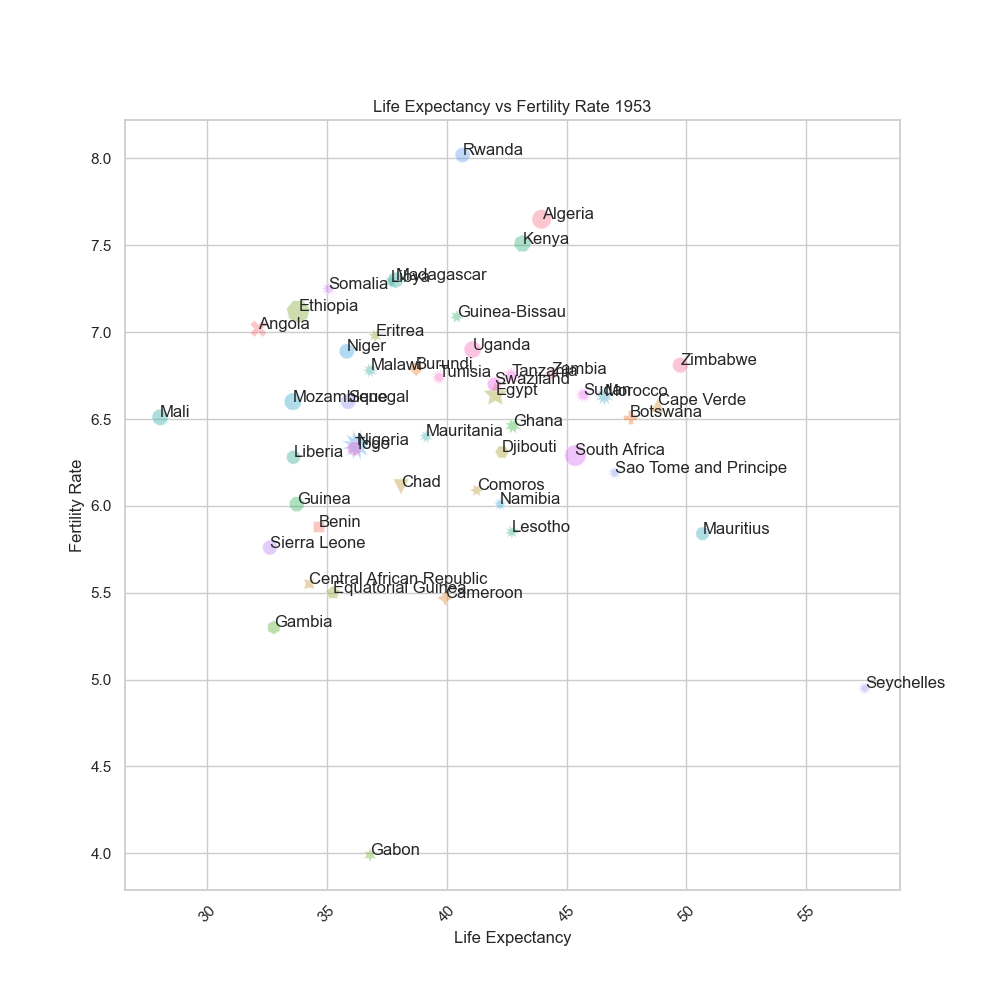 Life Expectancy vs Fertility Rate 1953
8.0
Rwanda
Algeria
7.5
Kenya
Madagascar
Libya
Somalia
Ethiopia
Guinea-Bissau
Angola
7.0
Eritrea
Uganda
Niger
Zimbabwe
Burundi
Malawi
Zambia
Tunisia
Tanzania
Swaziland
Egypt
Sudan
Morocco
Mozambique
Senegal
Cape Verde
Mali
Botswana
6.5
Ghana
Mauritania
Nigeria
Togo
Djibouti
Liberia
South Africa
Sao Tome and Principe
Chad
Comoros
6.0
Guinea
Namibia
Benin
Lesotho
Mauritius
Sierra Leone
Central African Republic
Equatorial Guinea
5.5
Cameroon
Gambia
5.0
Seychelles
4.5
4.0
Gabon
Fertility Rate
30
35
40
45
50
55
Life Expectancy